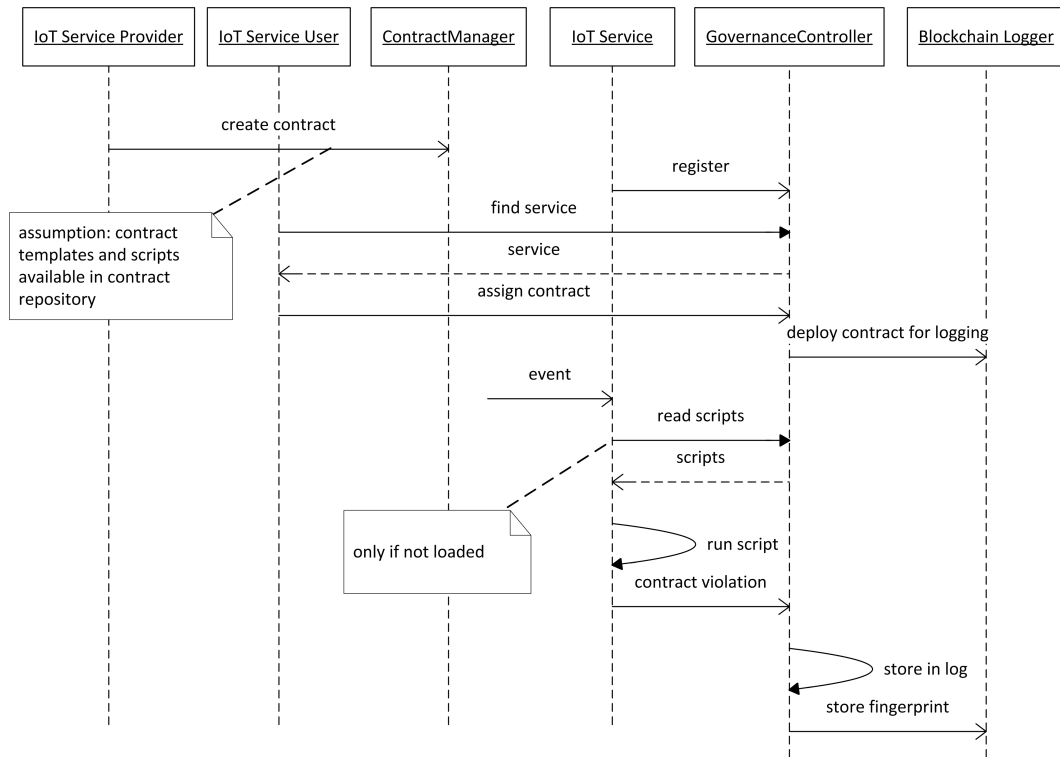 IoT Service Provider
IoT Service User
ContractManager
IoT Service
GovernanceController
Blockchain Logger
create contract
register
find service
assumption: contract
templates and scripts
available in contract
repository
service
assign contract
deploy contract for logging
event
read scripts
scripts
only if not loaded
run script
contract violation
store in log
store fingerprint